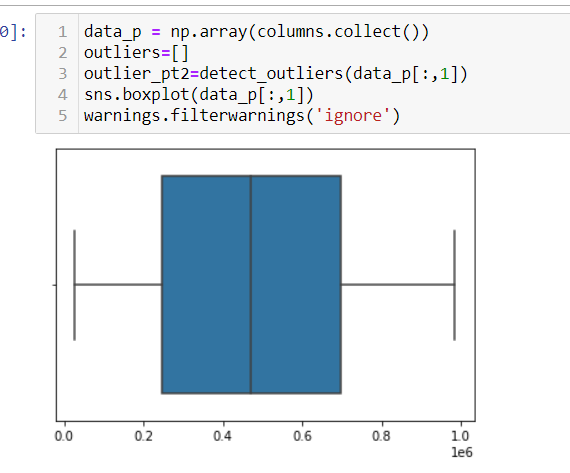 0]:
1 data_p = np.array(columns.collect())
2 outliers=[]
3 outlier_pt2=detect_outliers(data_p[:,1])
4 sns.boxplot(data_p[:,1])
5 warnings.filterwarnings('ignore')
0.0 0.2 0.4 0.6 0.8 1.0
1e6